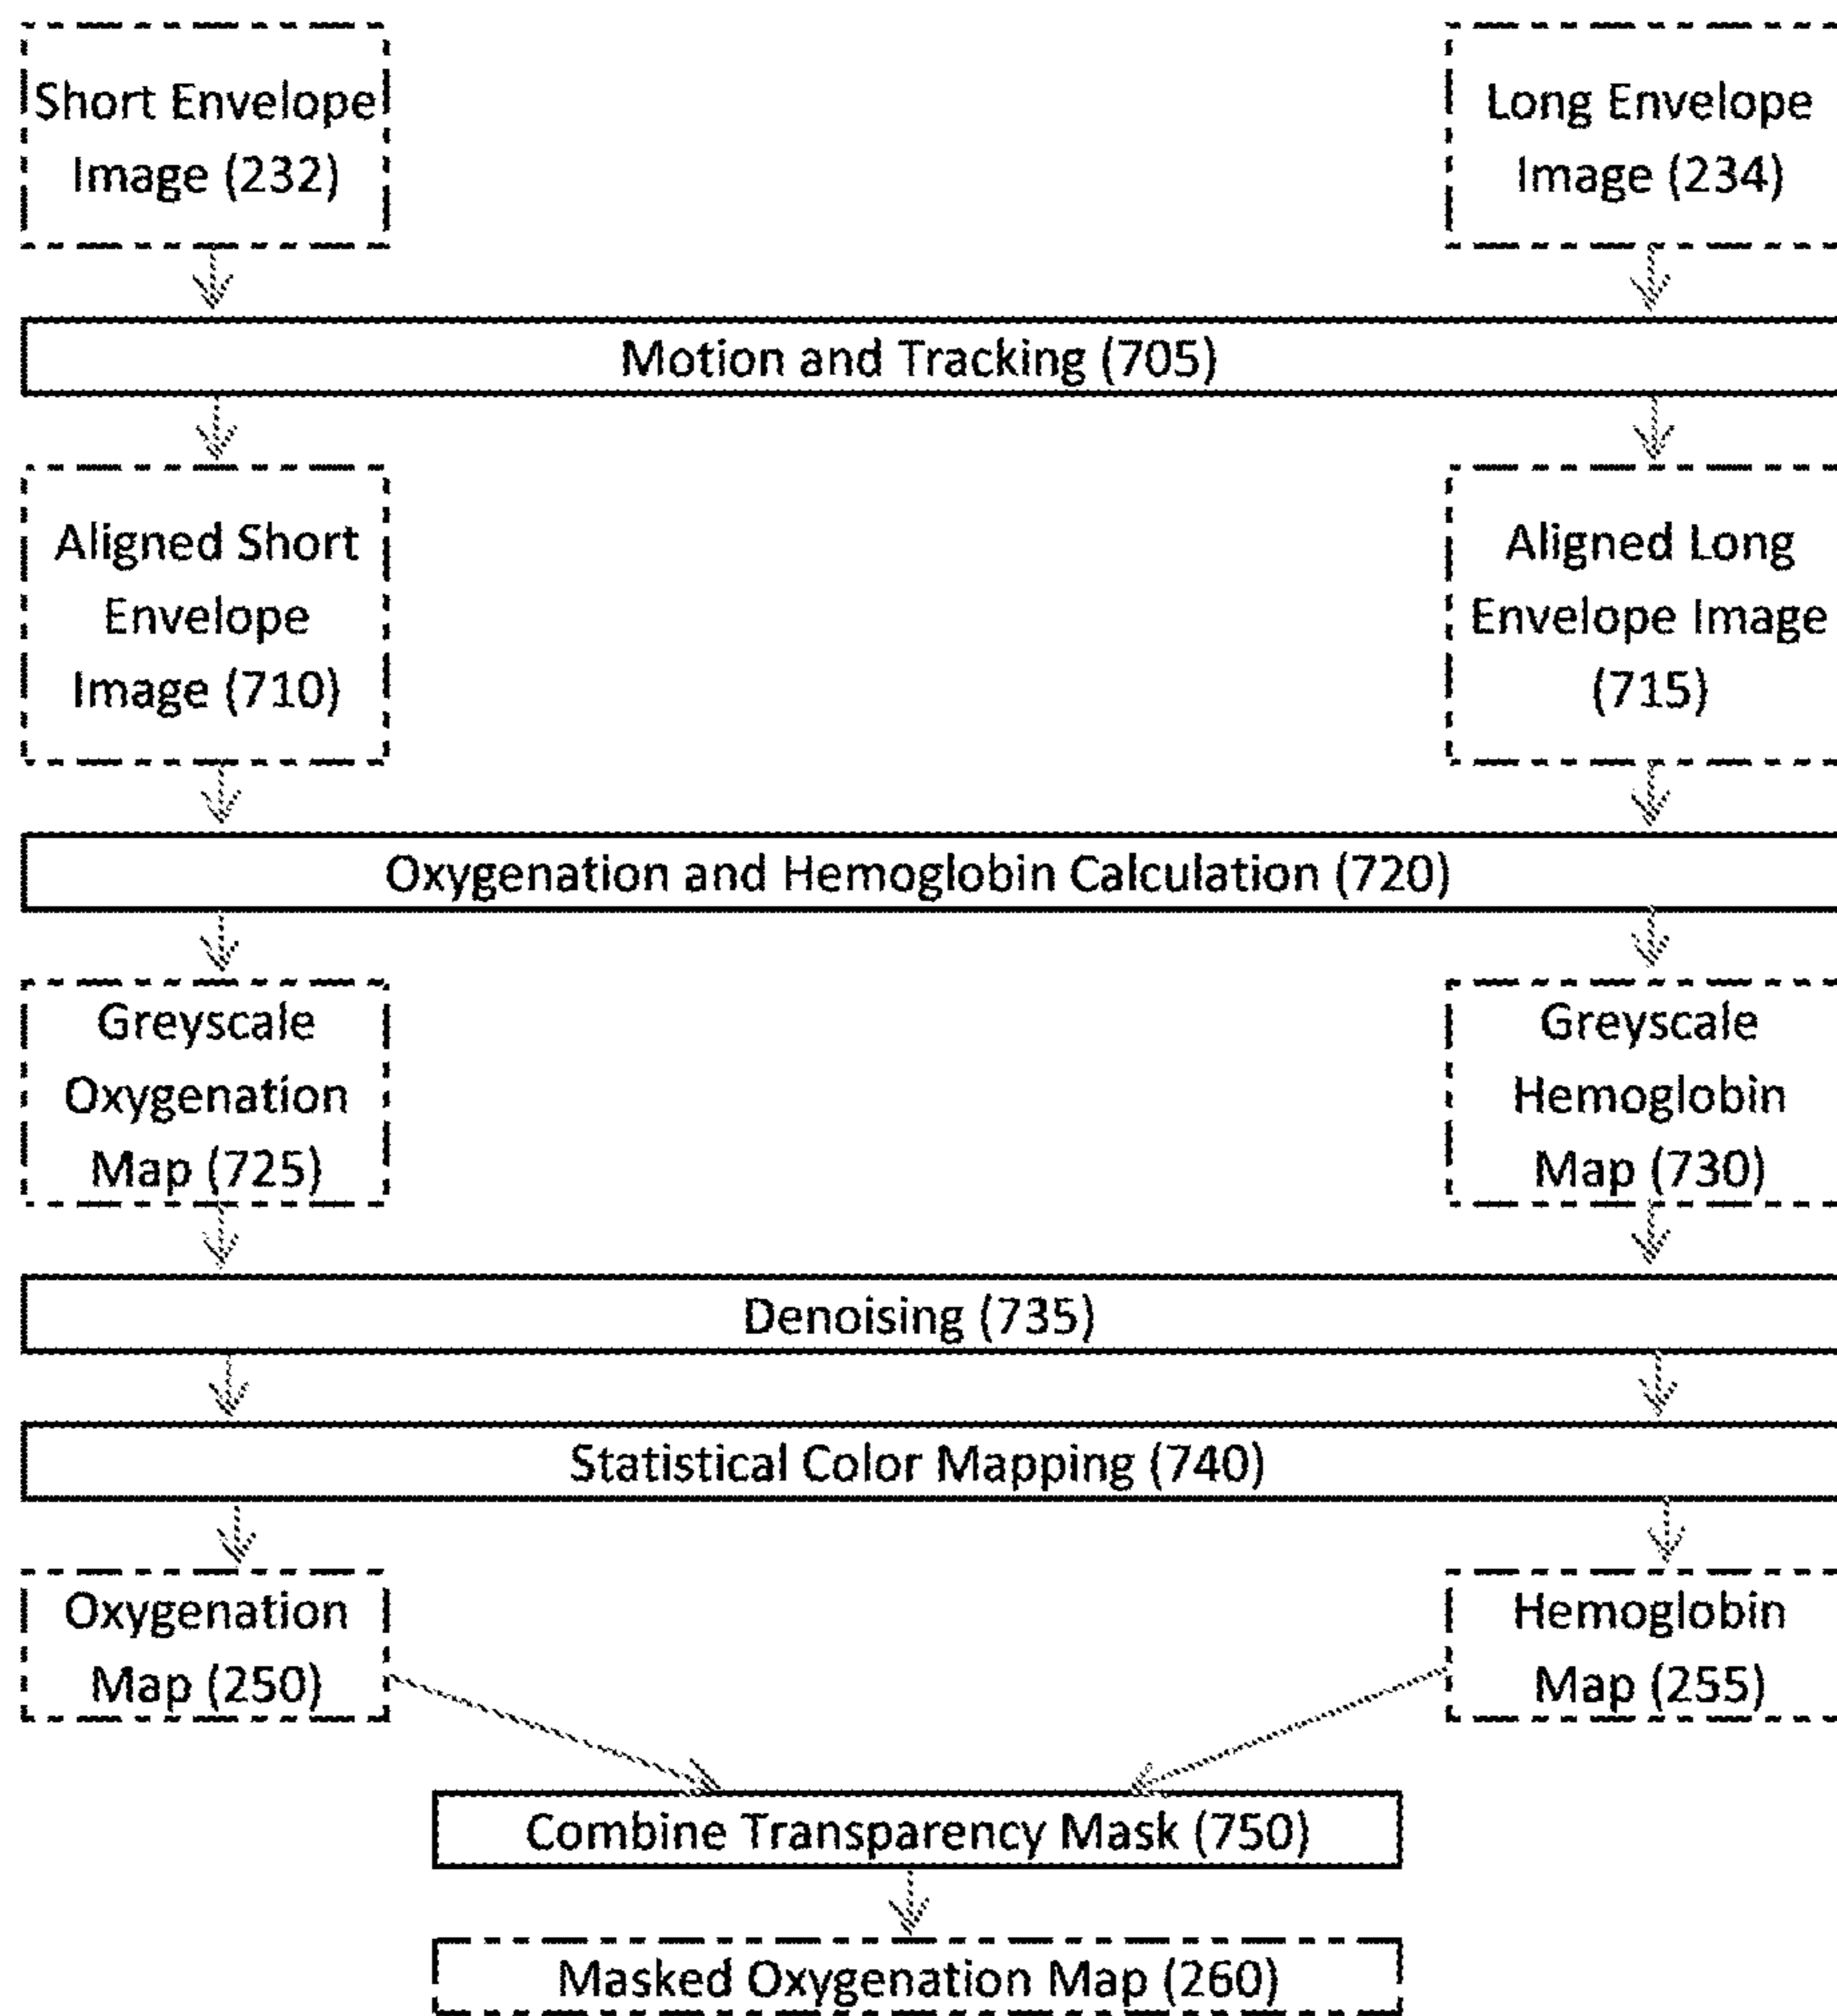 Short Envelope
Image (232)
Long Envelope
Image (234)
Motion and Tracking (705)
Aligned Short
Envelope
Image (710)
Aligned Long
Envelope Image
(715)
Oxygenation and Hemoglobin Calculation (720)
Greyscale
Oxygenation
Map (725)
Greyscale
Hemoglobin
Map (730)
Denoising (735)
Statistical Color Mapping (740)
Oxygenation
Map (250)
Hemoglobin
Map (255)
Combine Transparency Mask (750)
Masked Oxygenation Map (260)